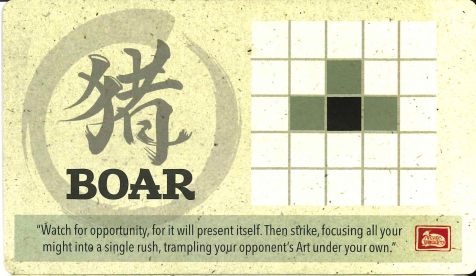 猪
BOAR
"Watch for opportunity, for it will present itself. Then strike, focusing all your
might into a single rush, trampling your opponent's Art under your own."